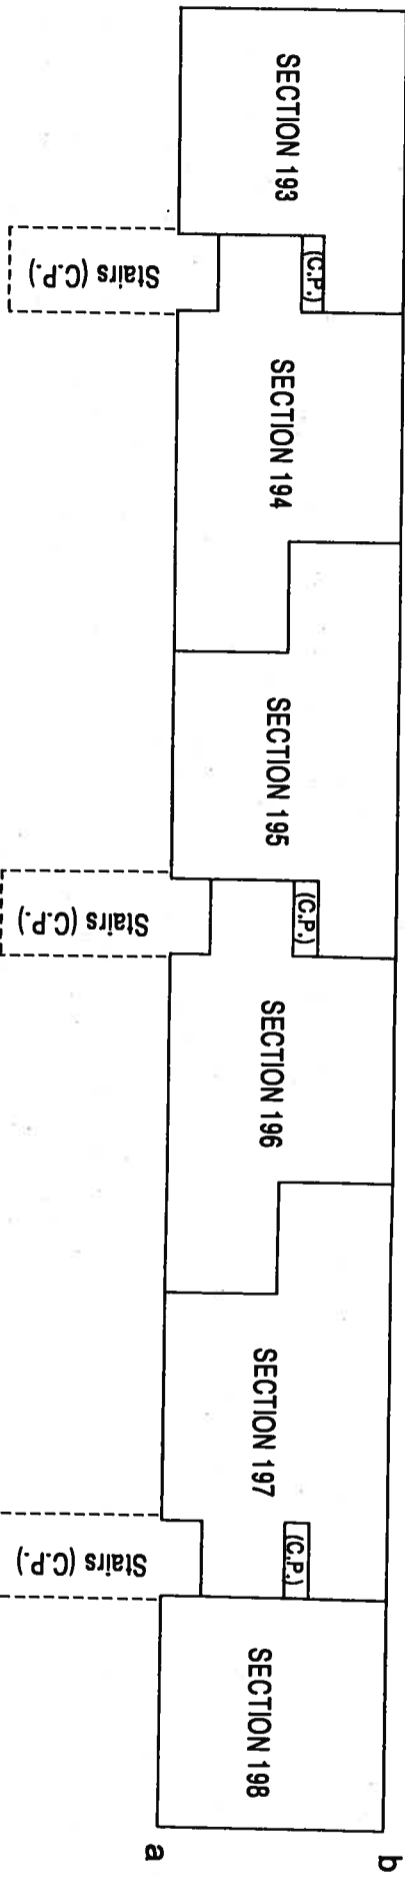 SECTION 193
(C.P.)
Stairs (C.P.)
SECTION 194
SECTION 195
(C.P.)
Stairs (C.P.)
SECTION 196
SECTION 197
(C.P.)
Stairs (C.P.)
SECTION 198
a
b